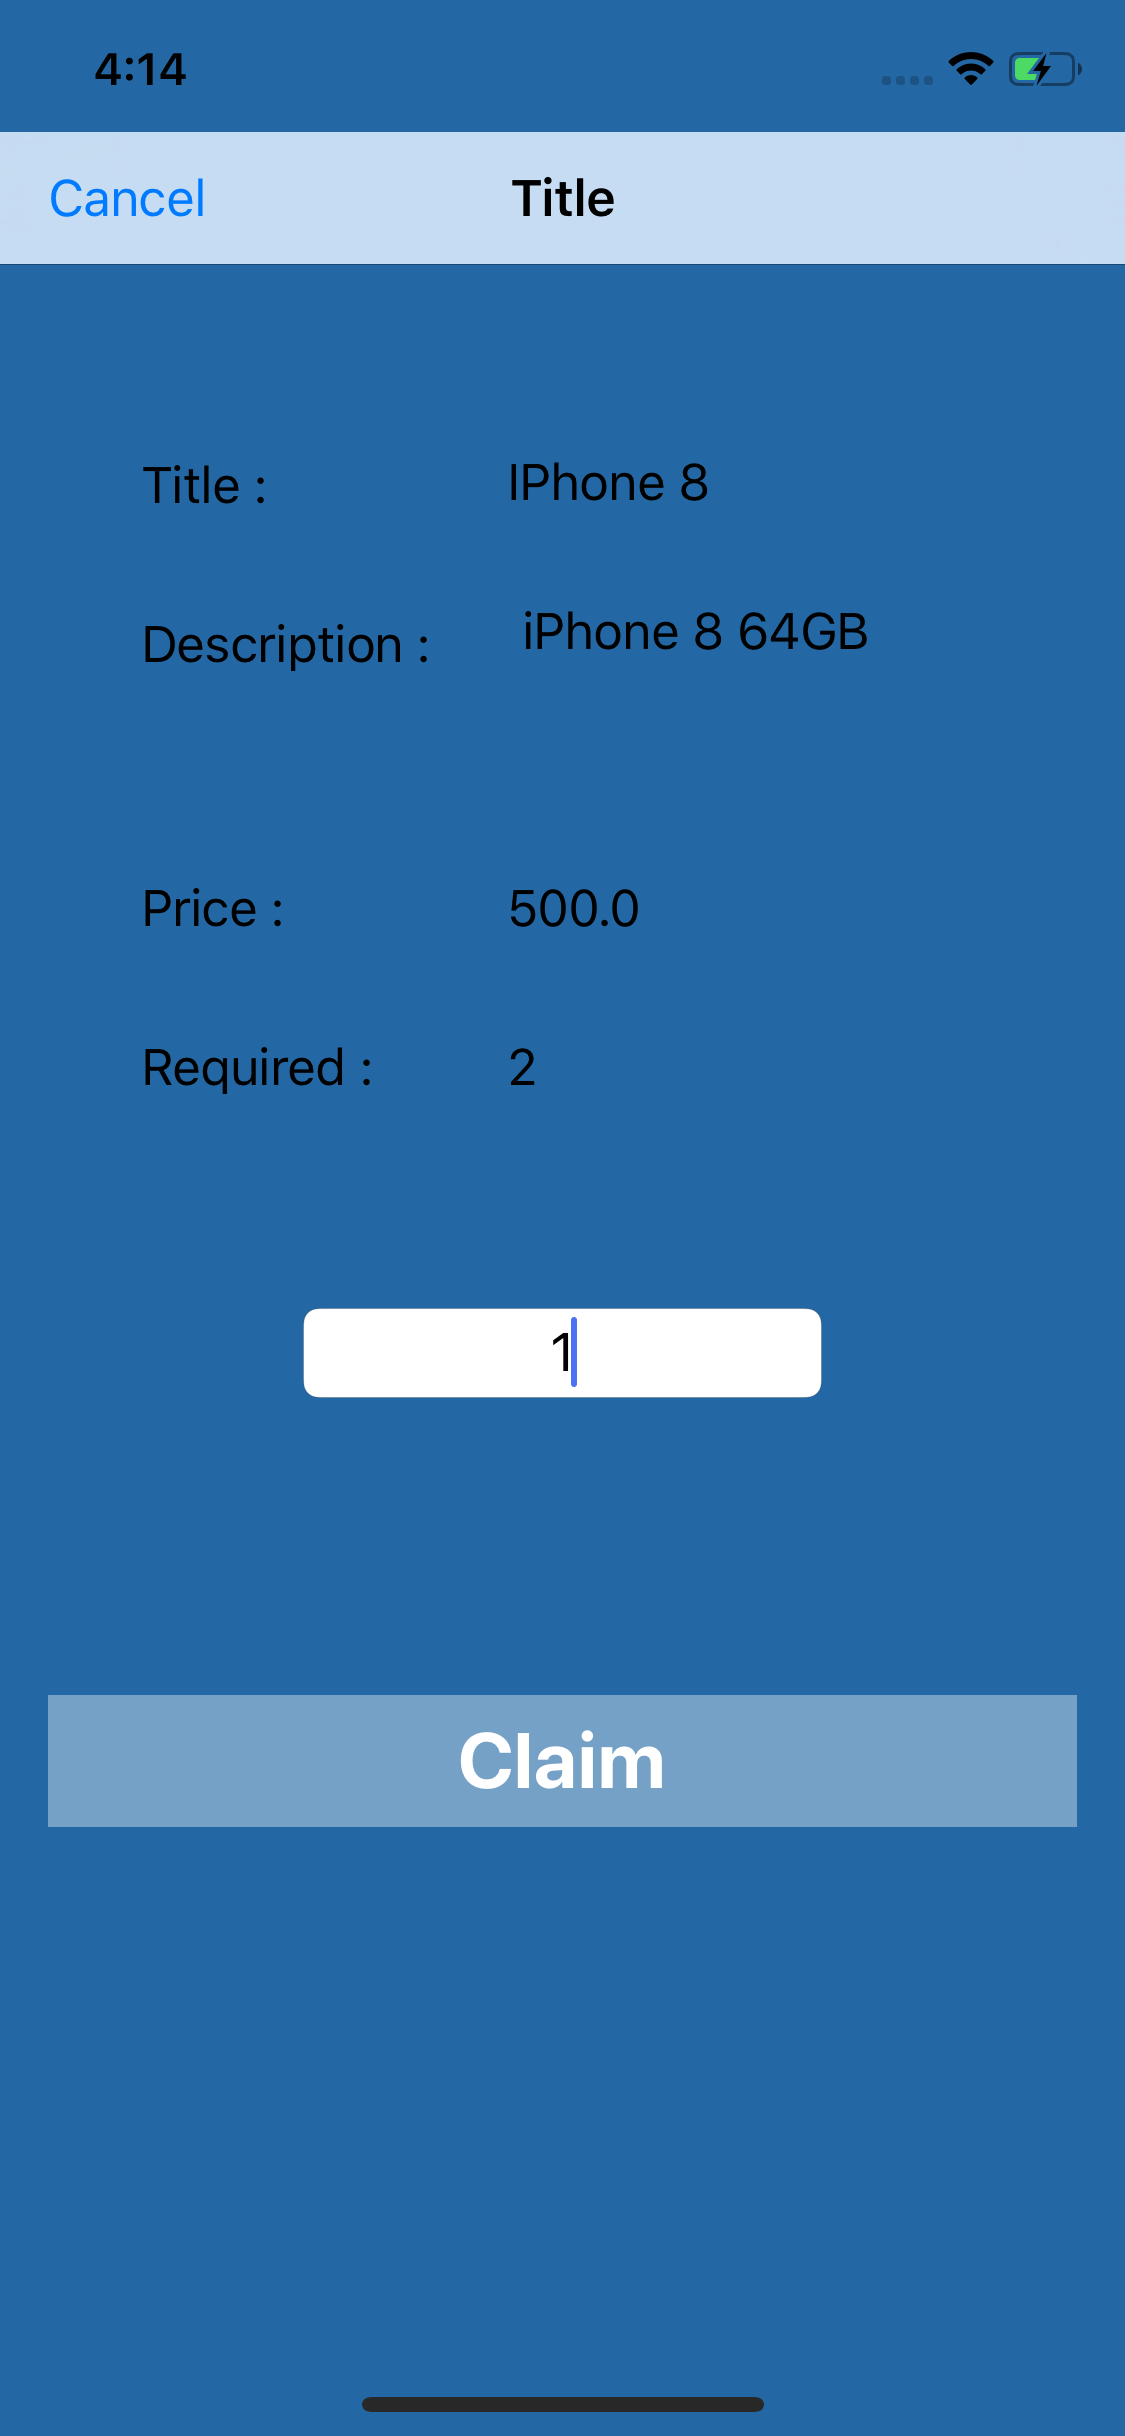 4:14
Cancel Title
Title : IPhone 8
Description : iPhone 8 64GB
Price : 500.0
Required : 2
1
Claim